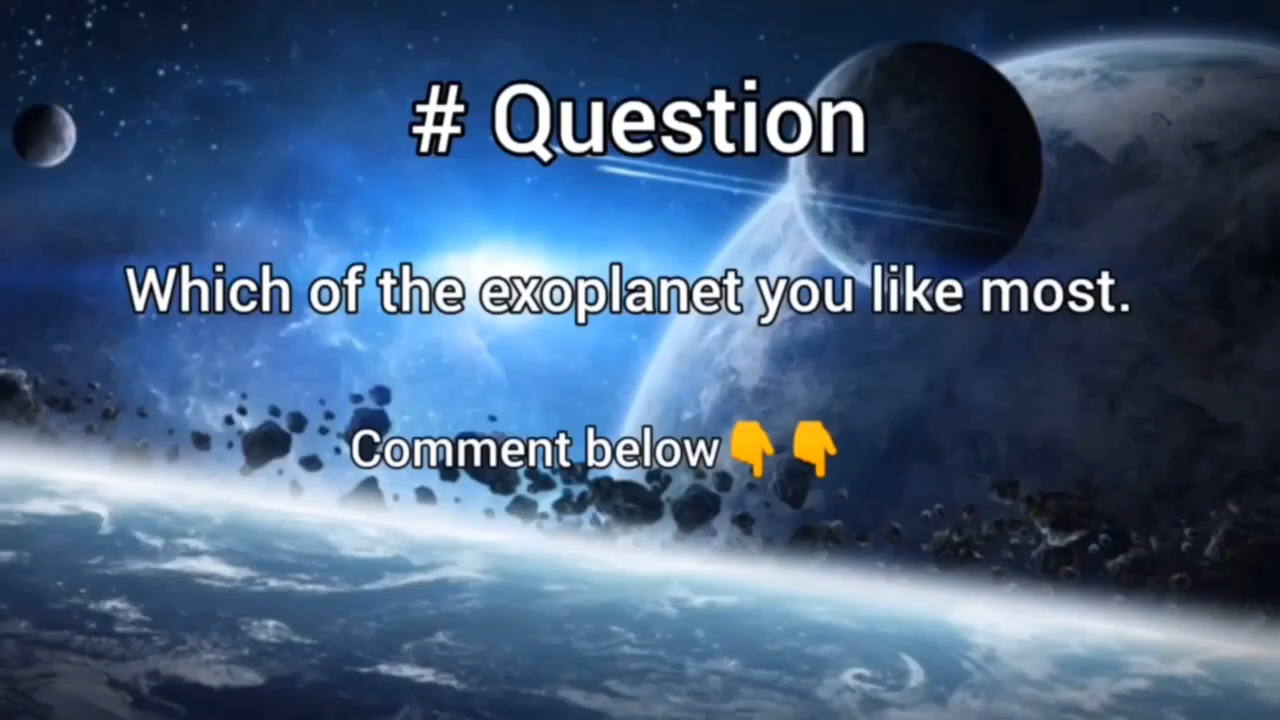 # Question
Which of the exoplanet you like most.
Comment below👇👇